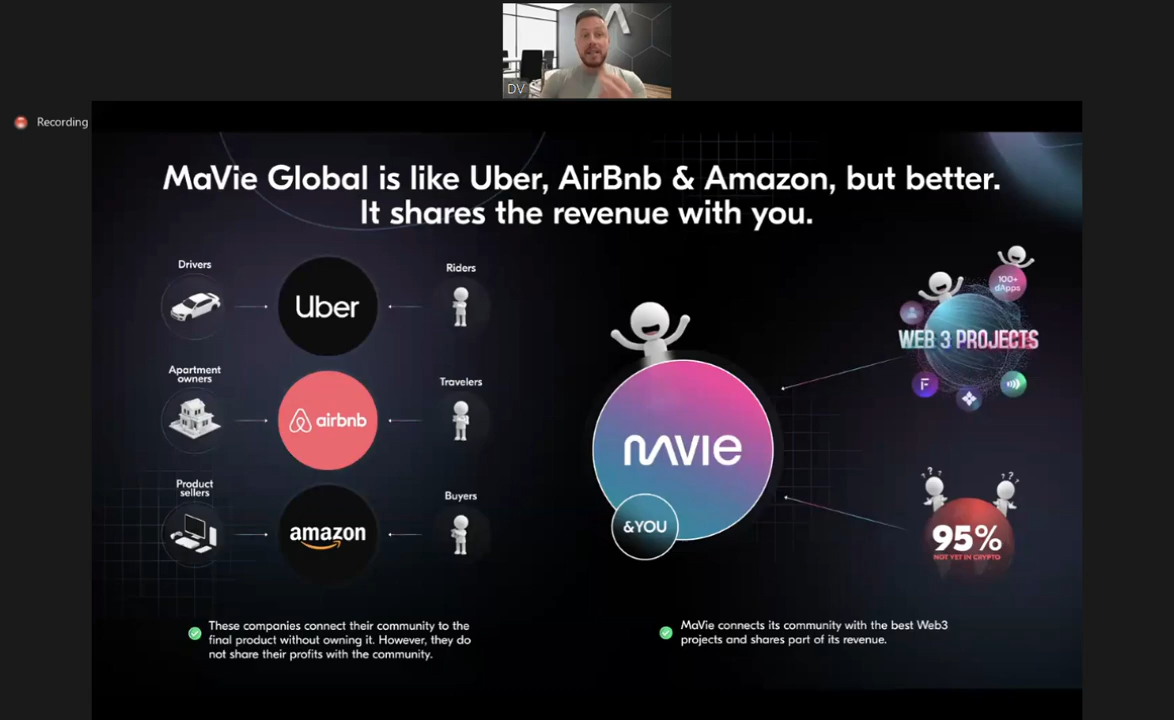 DV
Recording
MaVie Global is like Uber, AirBnb & Amazon, but better.
It shares the revenue with you.
Drivers
Uber
Riders
Apartment
owners
airbnb
Travelers
Product
sellers
amazon
Buyers
These companies connect their community to the
final product without owning it. However, they do
not share their profits with the community.
MAVIE
&YOU
100+
dApps
WEB 3 PROJECTS
F
? ?
? ?
95%
NOT YET IN CRYPTO
MaVie connects its community with the best Web3
projects and shares part of its revenue.